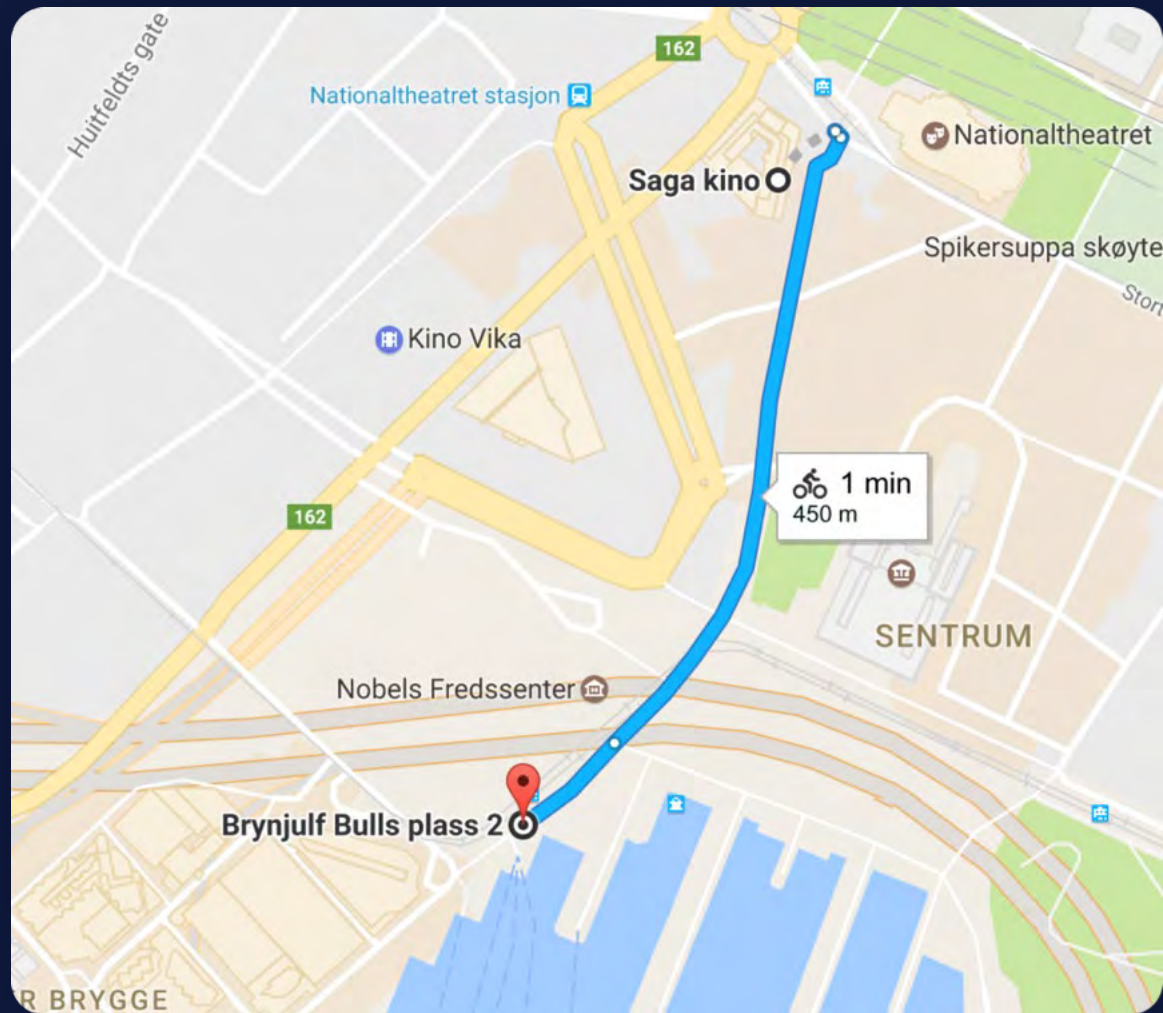 Huitfeldts gate
162
Nationaltheatret stasjon
Nationaltheatret
Saga kino
Spikersuppa skøyte
Stort
Kino Vika
1 min
450 m
162
SENTRUM
Nobels Fredssenter
Brynjulf Bulls plass 2
R BRYGGE